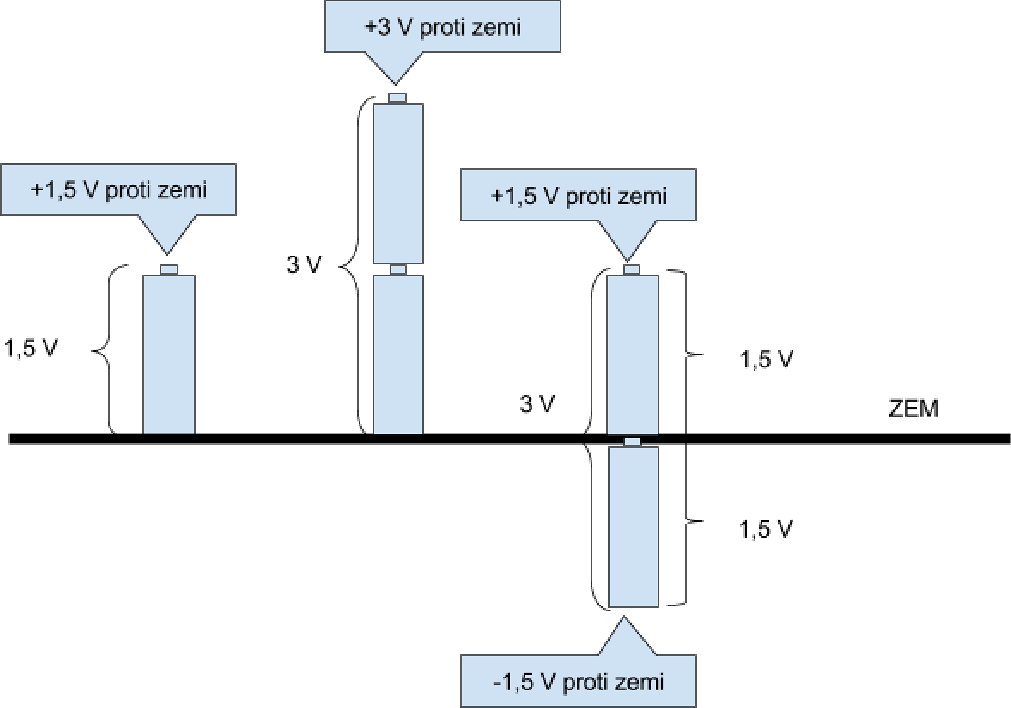 +3 V proti zemi
+1,5 V proti zemi
+1,5 V proti zemi
3 V
1,5 V
1,5 V
3 V
ZEM
1,5 V
-1,5 V proti zemi